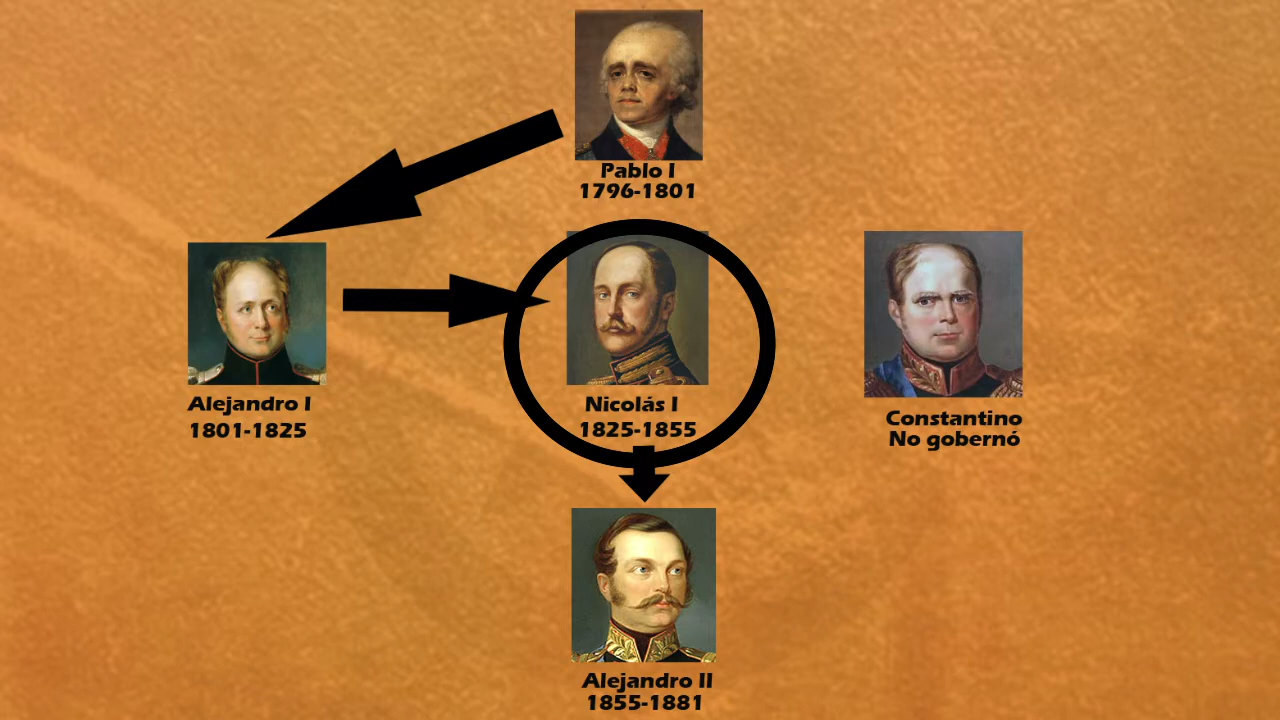 Pablo I
1796-1801
Alejandro I
1801-1825
Nicolás I
1825-1855
Constantino
No gobernó
Alejandro II
1855-1881